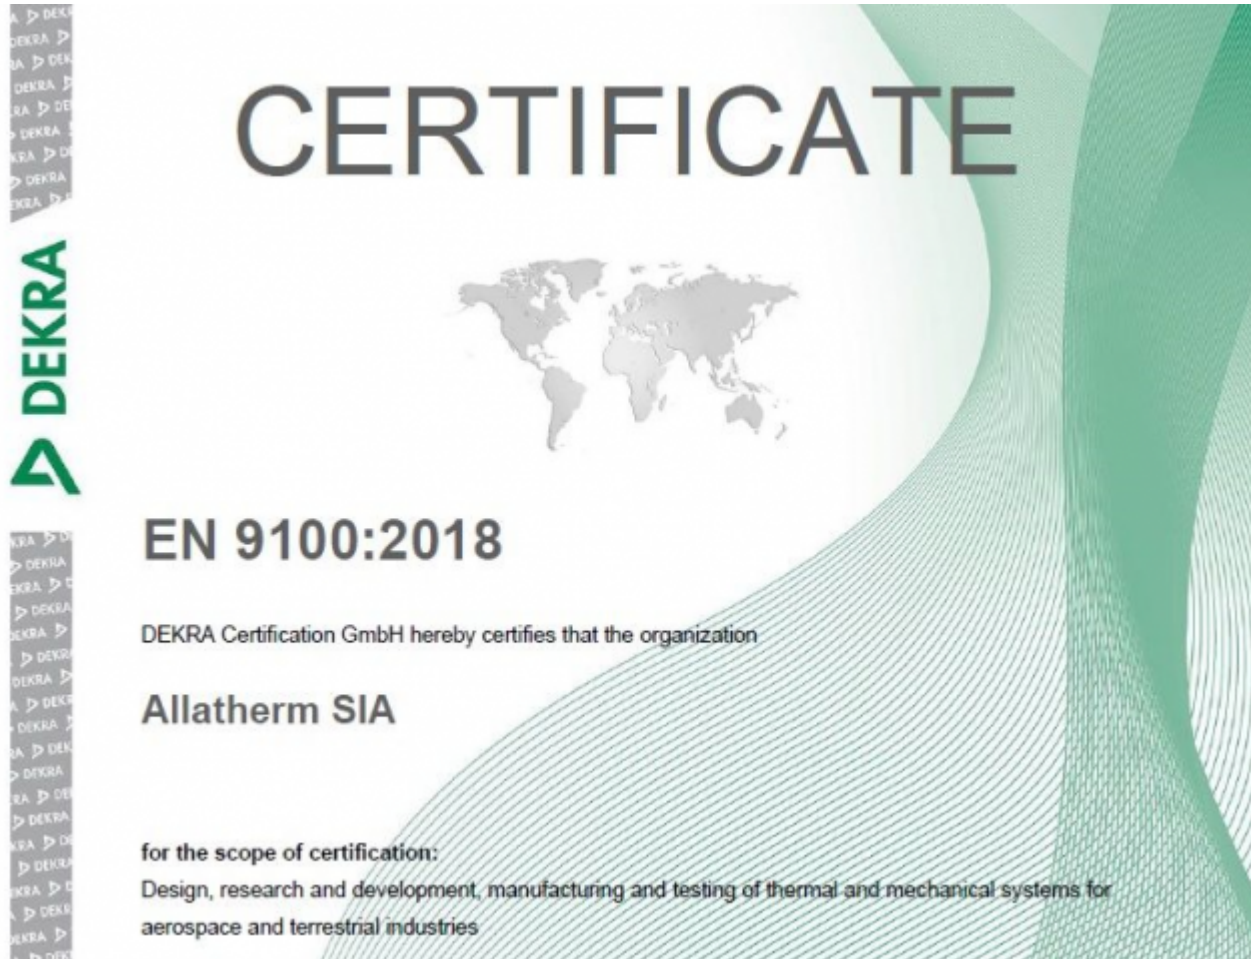 CERTIFICATE
DEKRA
EN 9100:2018
DEKRA Certification GmbH hereby certifies that the organization
Allatherm SIA
for the scope of certification:
Design, research and development, manufacturing and testing of thermal and mechanical systems for
aerospace and terrestrial industries